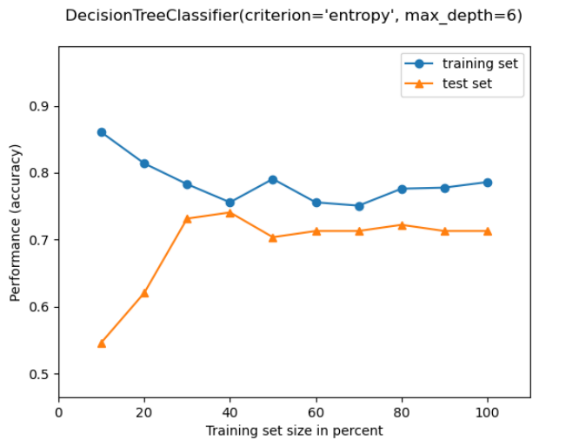 DecisionTreeClassifier(criterion='entropy', max_depth=6)
training set
test set
Performance (accuracy)
0.9
0.8
0.7
0.6
0.5
0 20 40 60 80 100
Training set size in percent